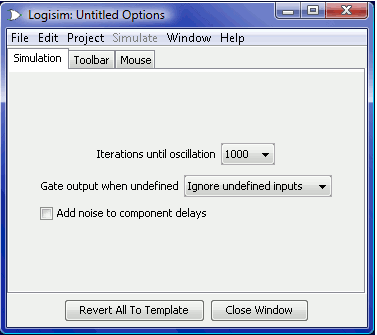 Logisim: Untitled Options
File Edit Project Simulate Window Help
Simulation Toolbar Mouse
Iterations until oscillation 1000
Gate output when undefined Ignore undefined inputs
Add noise to component delays
Revert All To Template Close Window